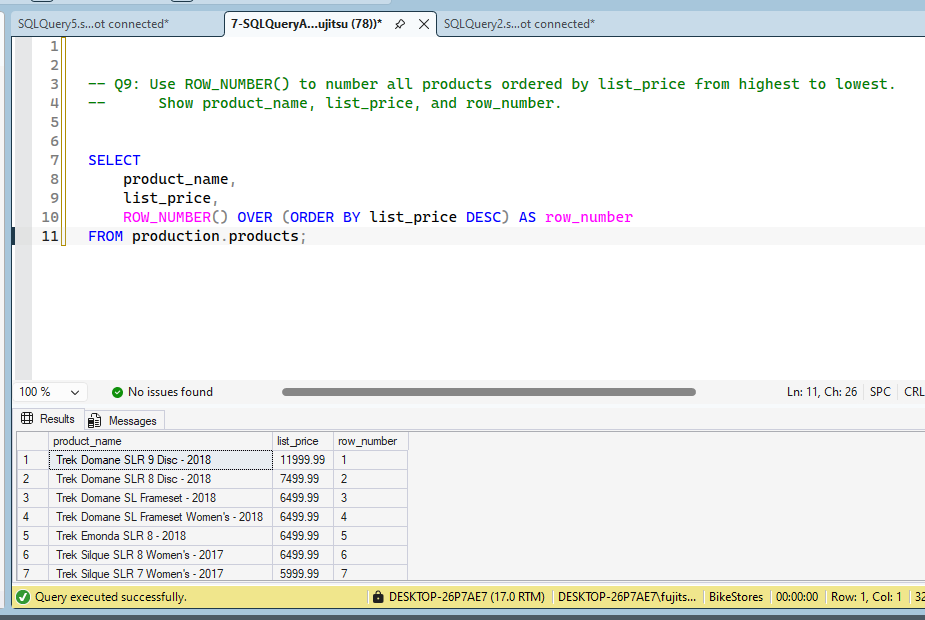 SQLQuery5.s...ot connected*
7-SQLQueryA...ujitsu (78))*
SQLQuery2.s...ot connected*
1
2
3 -- Q9: Use ROW_NUMBER() to number all products ordered by list_price from highest to lowest.
4 --      Show product_name, list_price, and row_number.
5
6
7 SELECT
8     product_name,
9     list_price,
10     ROW_NUMBER() OVER (ORDER BY list_price DESC) AS row_number
11 FROM production.products;
100 % No issues found Ln: 11, Ch: 26 SPC CRL
Results Messages
product_name list_price row_number
1 Trek Domane SLR 9 Disc - 2018 11999.99 1
2 Trek Domane SLR 8 Disc - 2018 7499.99 2
3 Trek Domane SL Frameset - 2018 6499.99 3
4 Trek Domane SL Frameset Women's - 2018 6499.99 4
5 Trek Emonda SLR 8 - 2018 6499.99 5
6 Trek Silque SLR 8 Women's - 2017 6499.99 6
7 Trek Silque SLR 7 Women's - 2017 5999.99 7
Query executed successfully. DESKTOP-26P7AE7 (17.0 RTM) DESKTOP-26P7AE7\fujits... BikeStores 00:00:00 Row: 1, Col: 1 32